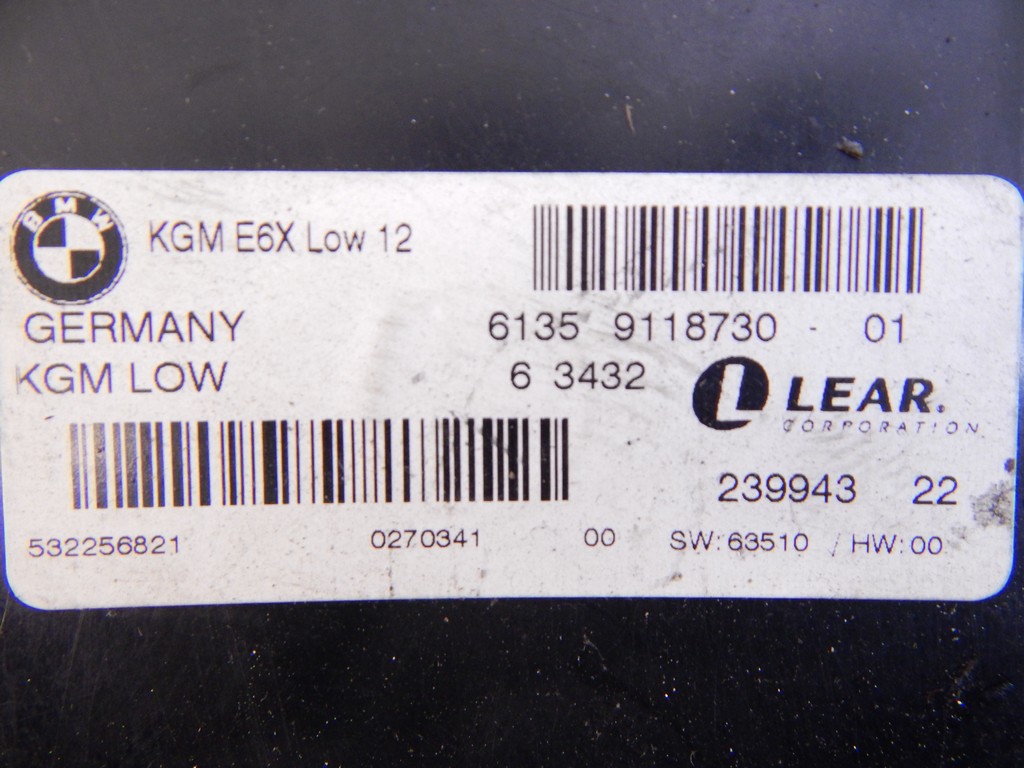 BMW
KGM E6X Low 12
GERMANY
6135 9118730 - 01
KGM LOW
6 3432
L LEAR.
CORPORATION
239943 22
532256821 0270341 00 SW: 63510 / HW: 00